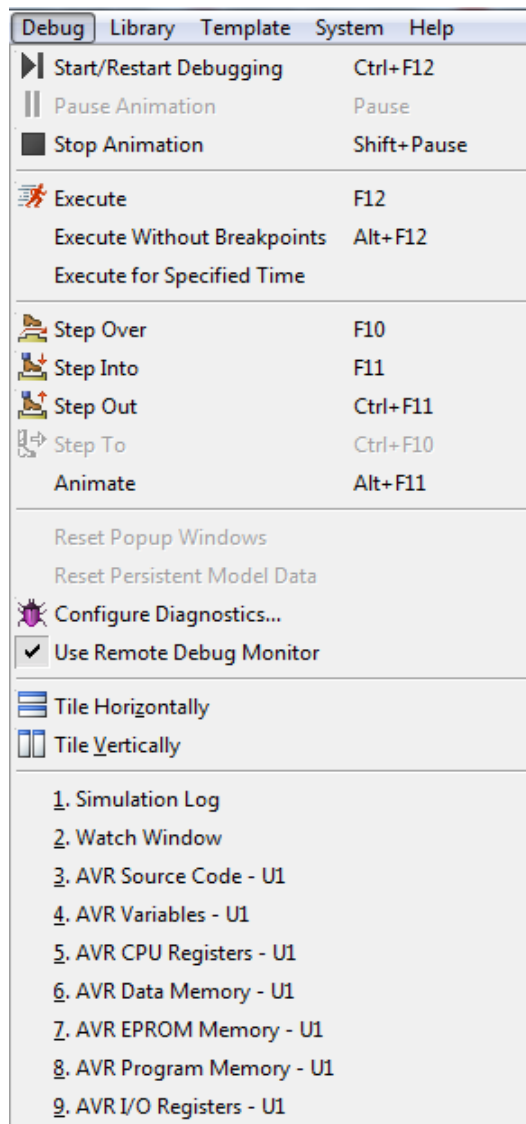 Debug Library Template System Help
Start/Restart Debugging Ctrl+F12
Pause Animation Pause
Stop Animation Shift+Pause
Execute F12
Execute Without Breakpoints Alt+F12
Execute for Specified Time
Step Over F10
Step Into F11
Step Out Ctrl+F11
Step To Ctrl+F10
Animate Alt+F11
Reset Popup Windows
Reset Persistent Model Data
Configure Diagnostics...
Use Remote Debug Monitor
Tile Horizontally
Tile Vertically
1. Simulation Log
2. Watch Window
3. AVR Source Code - U1
4. AVR Variables - U1
5. AVR CPU Registers - U1
6. AVR Data Memory - U1
7. AVR EPROM Memory - U1
8. AVR Program Memory - U1
9. AVR I/O Registers - U1